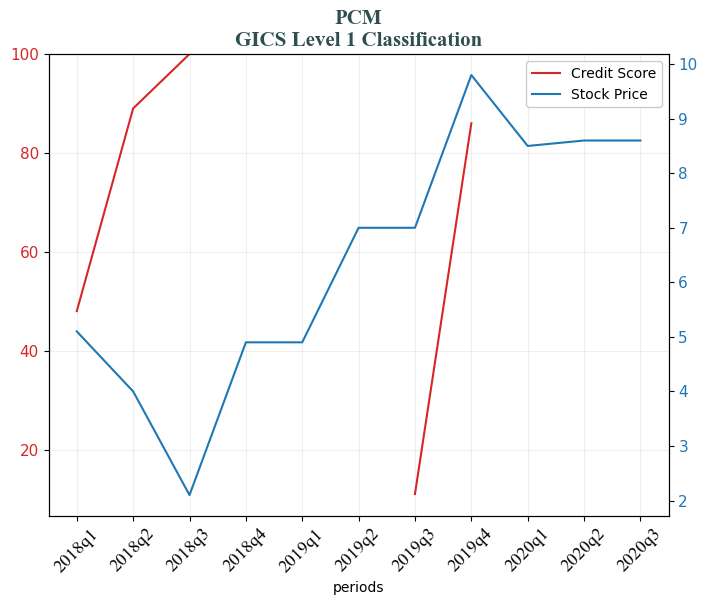 PCM
GICS Level 1 Classification
100
80
60
40
20
10
9
8
7
6
5
4
3
2
Credit Score
Stock Price
2018q1
2018q2
2018q3
2018q4
2019q1
2019q2
2019q3
2019q4
2020q1
2020q2
2020q3
periods